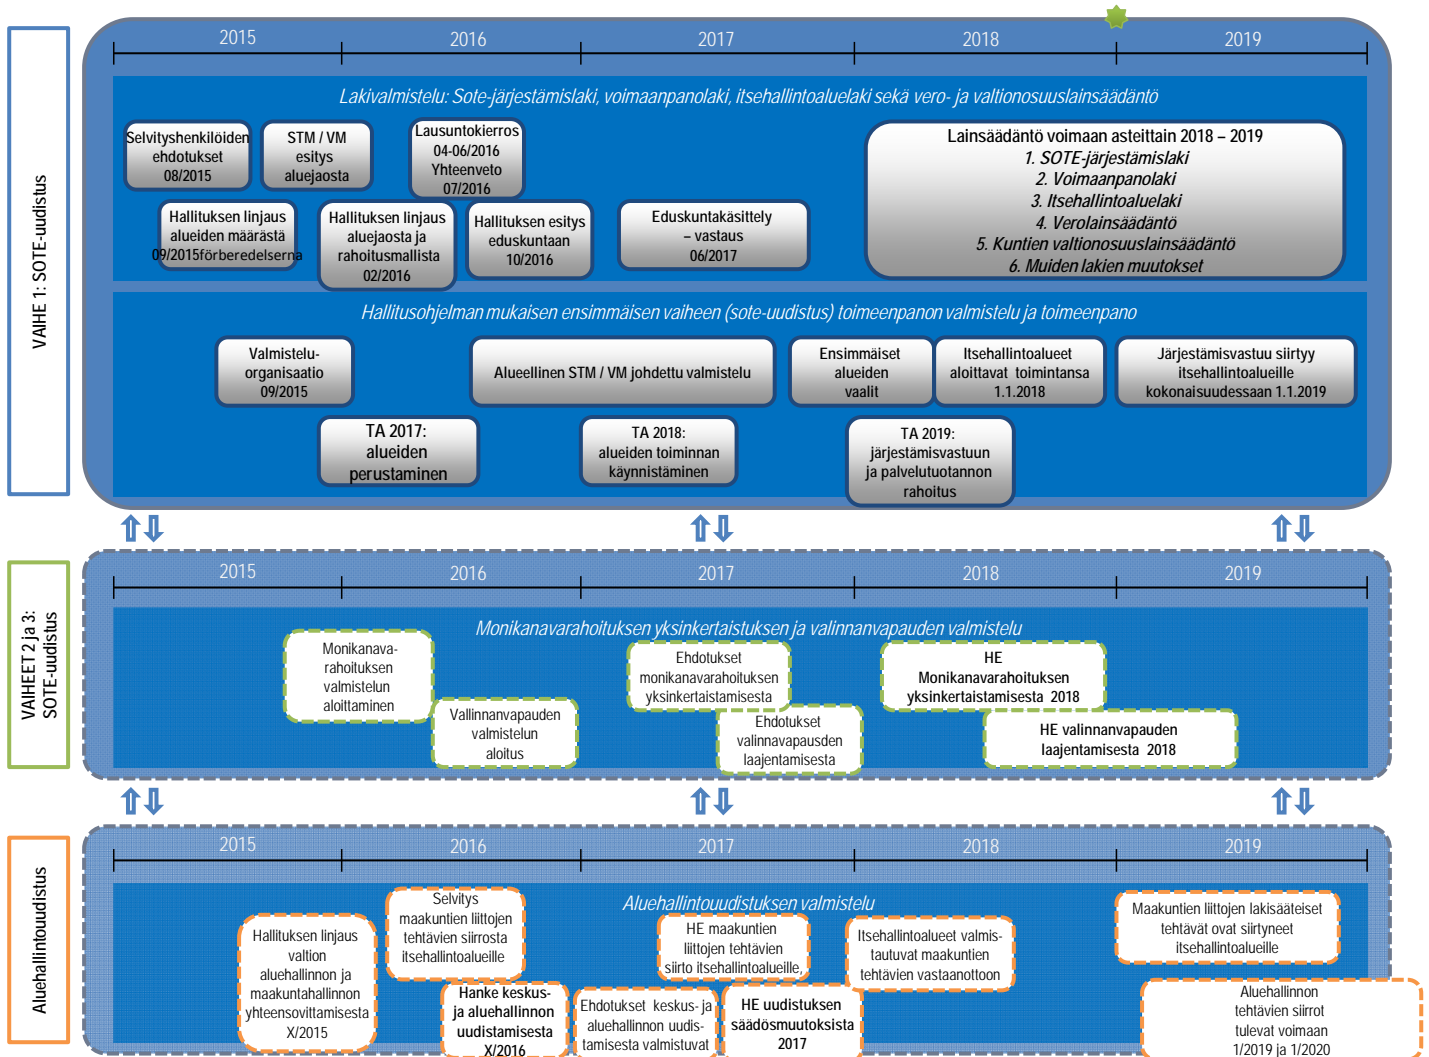 VAIHE 1: SOTE-uudistus
2015
2016
2017
2018
2019
Lakivalmistelu: Sote-järjestämislaki, voimaanpanolaki, itsehallintoaluelaki sekä vero- ja valtionosuuslainsäädäntö
Selvityshenkilöiden
ehdotukset
08/2015
STM / VM
esitys
aluejaosta
Lausuntokierros
04-06/2016
Yhteenveto
07/2016
Lainsäädäntö voimaan asteittain 2018 – 2019
1. SOTE-järjestämislaki
2. Voimaanpanolaki
3. Itsehallintoaluelaki
4. Verolainsäädäntö
5. Kuntien valtionosuuslainsäädäntö
6. Muiden lakien muutokset
Hallituksen linjaus
alueiden määrästä
09/2015förberedelserna
Hallituksen linjaus
aluejaosta ja
rahoitusmallista
02/2016
Hallituksen esitys
eduskuntaan
10/2016
Eduskuntakäsittely
– vastaus
06/2017
Hallitusohjelman mukaisen ensimmäisen vaiheen (sote-uudistus) toimeenpanon valmistelu ja toimeenpano
Valmistelu-
organisaatio
09/2015
Alueellinen STM / VM johdettu valmistelu
Ensimmäiset
alueiden
vaalit
Itsehallintoalueet
aloittavat toimintansa
1.1.2018
Järjestämisvastuu siirtyy
itsehallintoalueille
kokonaisuudessaan 1.1.2019
TA 2017:
alueiden
perustaminen
TA 2018:
alueiden toiminnan
käynnistäminen
TA 2019:
järjestämisvastuun
ja palvelutuotannon
rahoitus
VAIHEET 2 ja 3:
SOTE-uudistus
2015
2016
2017
2018
2019
Monikanavarahoituksen yksinkertaistuksen ja valinnanvapauden valmistelu
Monikanava-
rahoituksen
valmistelun
aloittaminen
Vallinnanvapauden
valmistelun
aloitus
Ehdotukset
monikanavarahoituksen
yksinkertaistamisesta
Ehdotukset
valinnavapausden
laajentamisesta
HE
Monikanavarahoituksen
yksinkertaistamisesta 2018
HE valinnanvapauden
laajentamisesta 2018
Aluehallintouudistus
2015
2016
2017
2018
2019
Aluehallintouudistuksen valmistelu
Hallituksen linjaus
valtion
aluehallinnon ja
maakuntahallinnon
yhteensovittamisesta
X/2015
Selvitys
maakuntien liittojen
tehtävien siirrosta
itsehallintoalueille
Hanke keskus-
ja aluehallinnon
uudistamisesta
X/2016
Ehdotukset keskus- ja
aluehallinnon uudis-
tamisesta valmistuvat
HE maakuntien
liittojen tehtävien
siirto itsehallintoalueille,
HE uudistuksen
säädösmuutoksista
2017
Itsehallintoalueet valmis-
tautuvat maakuntien
tehtävien vastaanottoon
Maakuntien liittojen lakisääteiset
tehtävät ovat siirtyneet
itsehallintoalueille
Aluehallinnon
tehtävien siirrot
tulevat voimaan
1/2019 ja 1/2020